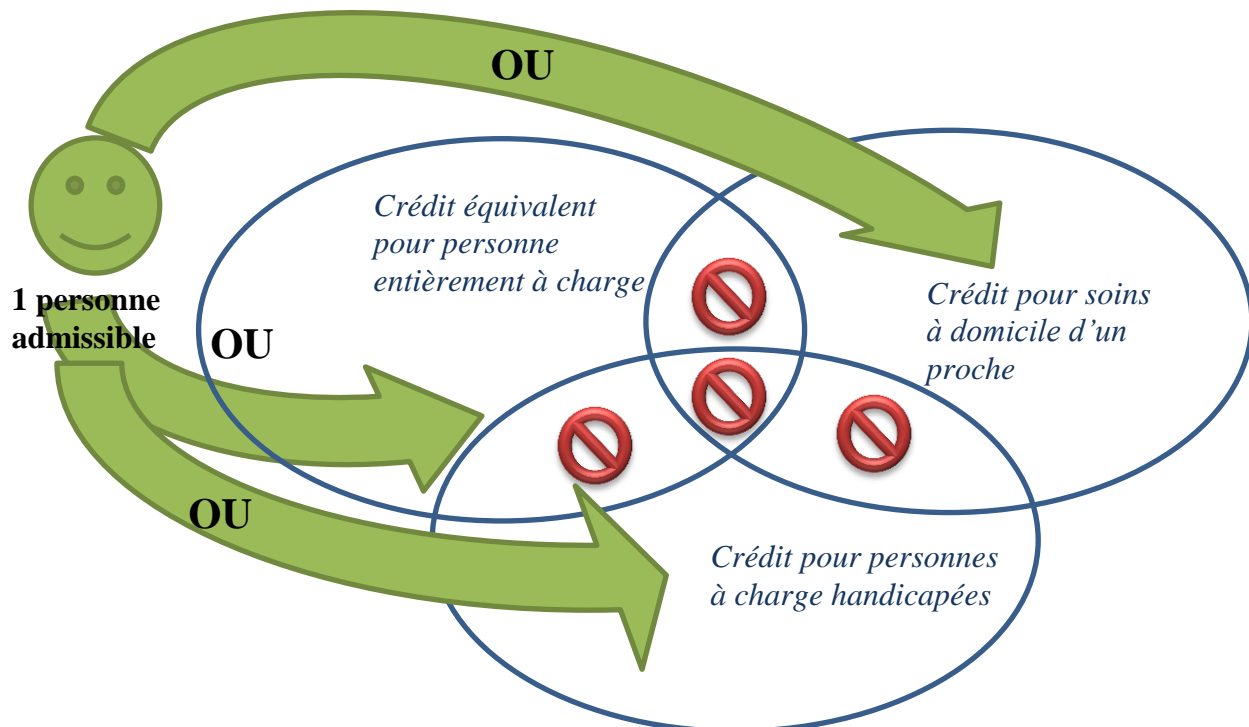 OU
Crédit équivalent
pour personne
entièrement à charge
1 personne
admissible
OU
Crédit pour soins
à domicile d’un
proche
OU
Crédit pour personnes
à charge handicapées